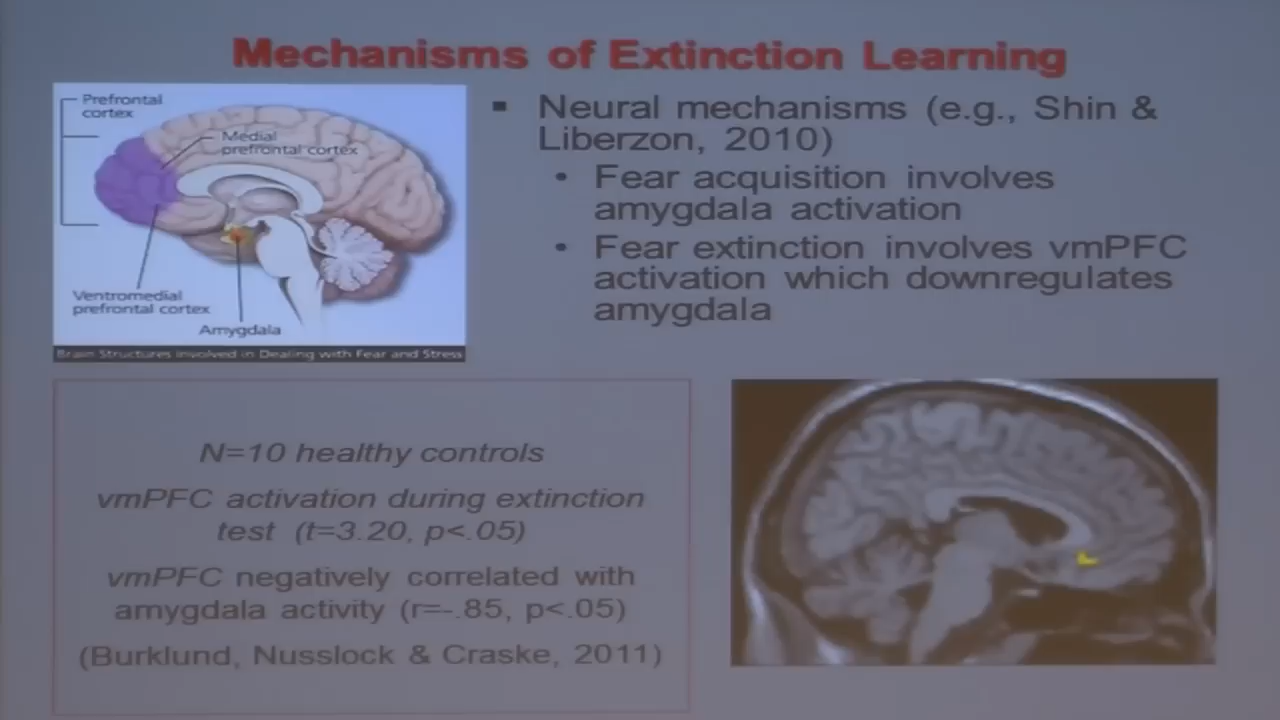 Mechanisms of Extinction Learning
Prefrontal
cortex
Medial
prefrontal cortex
Ventromedial
prefrontal cortex
Amygdala
Brain Structures Involved in Dealing with Fear and Stress
▪ Neural mechanisms (e.g., Shin &
Liberzon, 2010)
• Fear acquisition involves
amygdala activation
• Fear extinction involves vmPFC
activation which downregulates
amygdala
N=10 healthy controls
vmPFC activation during extinction
test (t=3.20, p<.05)
vmPFC negatively correlated with
amygdala activity (r=-.85, p<.05)
(Burklund, Nusslock & Craske, 2011)